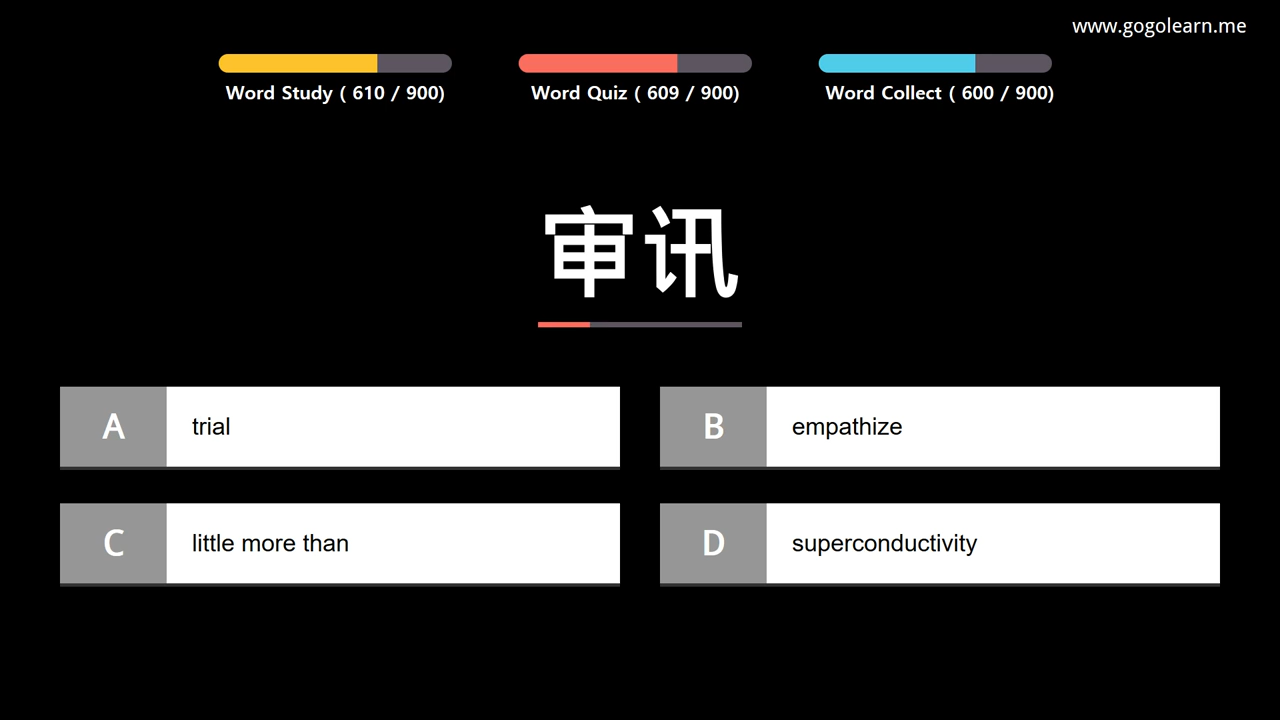 www.gogolearn.me
Word Study ( 610 / 900)
Word Quiz ( 609 / 900)
Word Collect ( 600 / 900)
审讯
A trial
B empathize
C little more than
D superconductivity